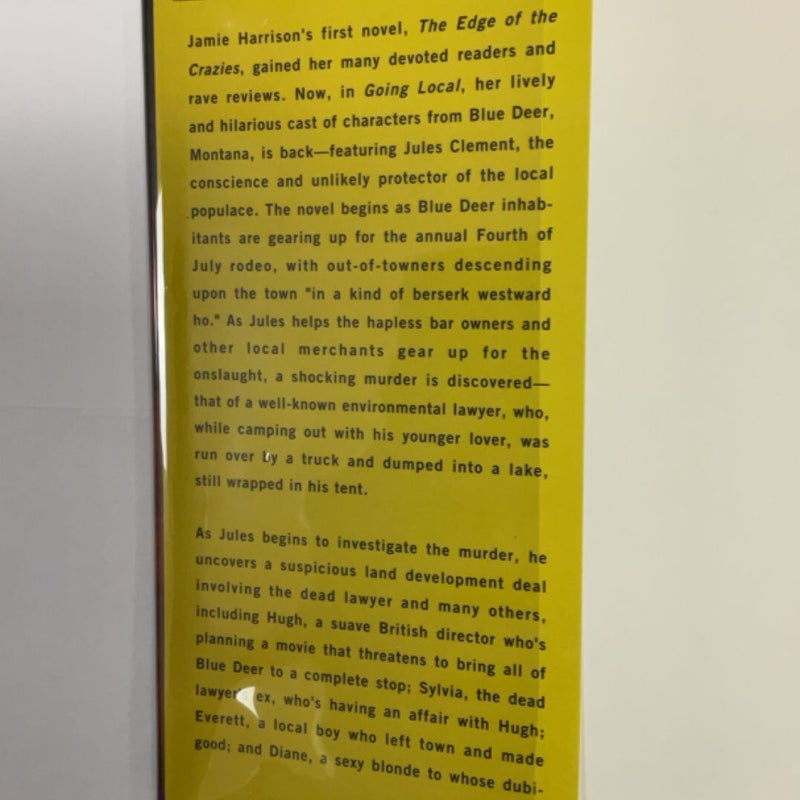 Jamie Harrison's first novel, The Edge of the
Crazies, gained her many devoted readers and
rave reviews. Now, in Going Local, her lively
and hilarious cast of characters from Blue Deer,
Montana, is back—featuring Jules Clement, the
conscience and unlikely protector of the local
populace. The novel begins as Blue Deer inhab-
itants are gearing up for the annual Fourth of
July rodeo, with out-of-towners descending
upon the town "in a kind of berserk westward
ho." As Jules helps the hapless bar owners and
other local merchants gear up for the
onslaught, a shocking murder is discovered—
that of a well-known environmental lawyer, who,
while camping out with his younger lover, was
run over by a truck and dumped into a lake,
still wrapped in his tent.
As Jules begins to investigate the murder, he
uncovers a suspicious land development deal
involving the dead lawyer and many others,
including Hugh, a suave British director who's
planning a movie that threatens to bring all of
Blue Deer to a complete stop; Sylvia, the dead
lawyer ex, who's having an affair with Hugh;
Everett, a local boy who left town and made
good; and Diane, a sexy blonde to whose dubi-